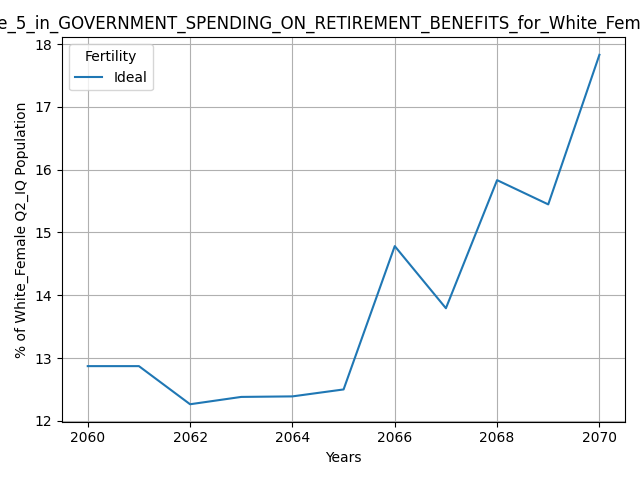 e_5_in_GOVERNMENT_SPENDING_ON_RETIREMENT_BENEFITS_for_White_Fem
Fertility
Ideal
18
17
16
15
14
13
12
% of White_Female Q2_IQ Population
2060 2062 2064 2066 2068 2070
Years